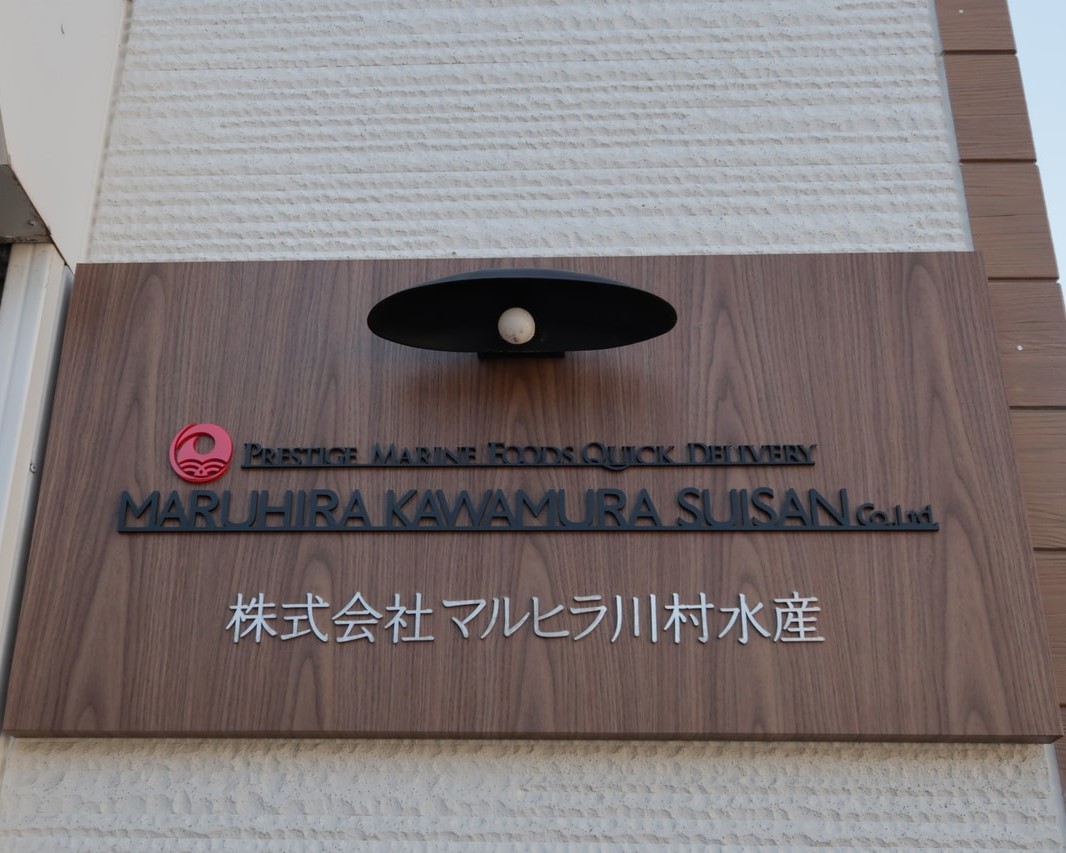 PRESTIGE MARINE FOODS QUICK DELIVERY
MARUHIRA KAWAMURA SUISAN Co.,Ltd.
株式会社マルヒラ川村水産